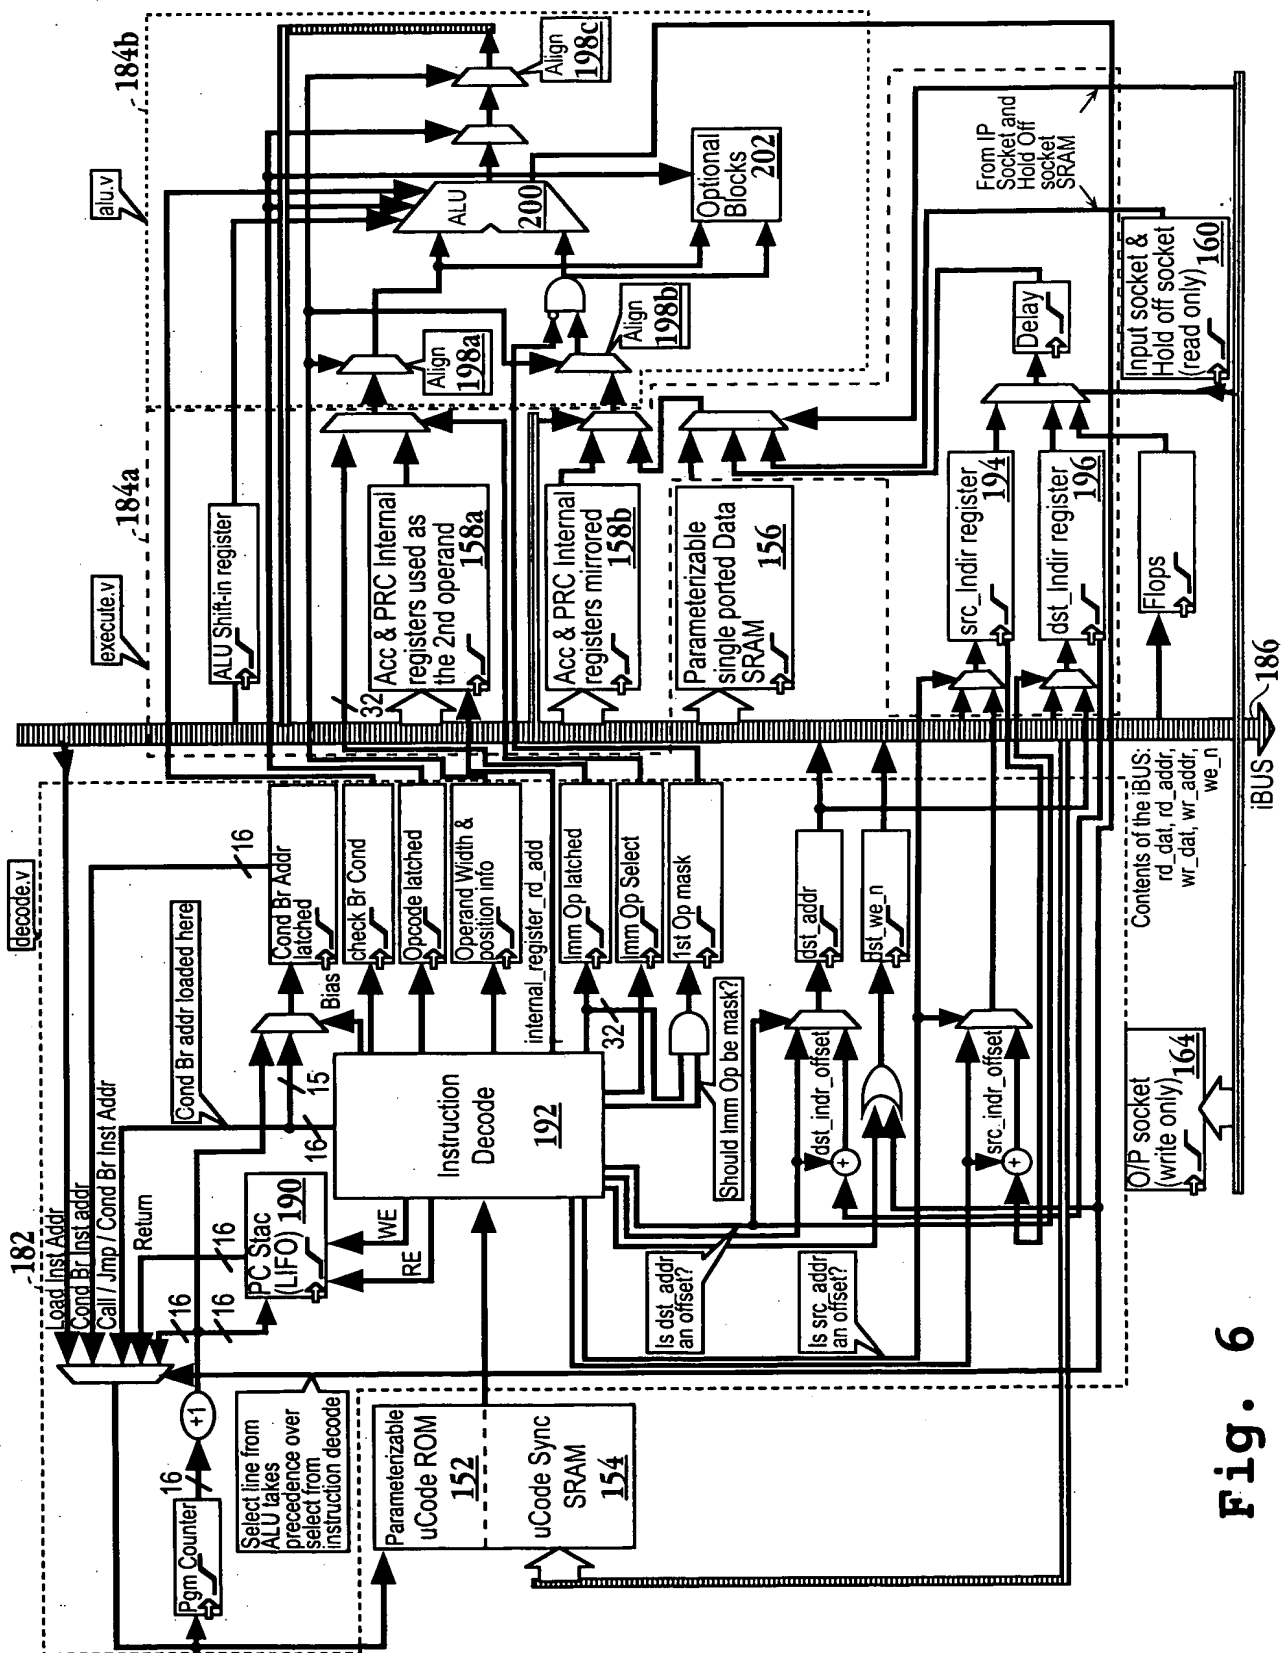 182
decode.v
Load Inst Addr
Cond Br Inst addr
Call / Jmp / Cond Br Inst Addr
Return
16
16
16
16
16
16
15
Cond Br addr loaded here
Pgm Counter
+1
Select line from
ALU takes
precedence over
select from
instruction decode
PC Stac
(LIFO) 190
WE
RE
Parameterizable
uCode ROM
152
uCode Sync
SRAM
154
Instruction
Decode
192
Bias
Cond Br Addr
latched
check Br Cond
Opcode latched
Operand Width &
position info
internal_register_rd_add
Imm Op latched
Imm Op Select
1st Op mask
32
Should Imm Op be mask?
dst_addr
dst_we_n
dst_indr_offset
+
src_indr_offset
+
Is dst_addr
an offset?
Is src_addr
an offset?
O/P socket
(write only) 164
Contents of the iBUS:
rd_dat, rd_addr,
wr_dat, wr_addr,
we_n
iBUS
186
execute.v
184a
ALU Shift-in register
32
Acc & PRC Internal
registers used as
the 2nd operand
158a
Acc & PRC Internal
registers mirrored
158b
Parameterizable
single ported Data
SRAM
156
src_Indir register
194
dst_Indir register
196
Flops
Delay
Input socket &
Hold off socket
(read only) 160
From IP
Socket and
Hold Off
socket
SRAM
alu.v
184b
Align
198a
Align
198b
Align
198c
ALU
200
Optional
Blocks
202
Fig. 6